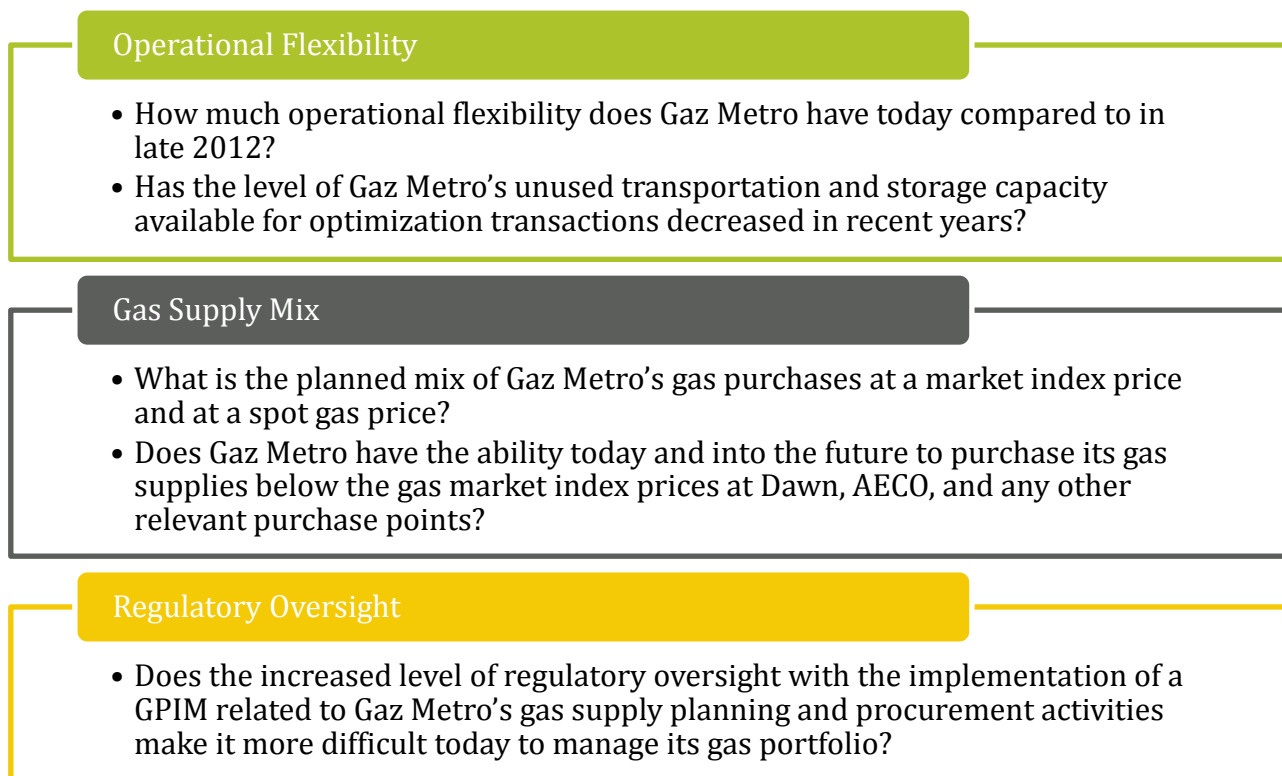 Operational Flexibility
• How much operational flexibility does Gaz Metro have today compared to in
late 2012?
• Has the level of Gaz Metro’s unused transportation and storage capacity
available for optimization transactions decreased in recent years?
Gas Supply Mix
• What is the planned mix of Gaz Metro’s gas purchases at a market index price
and at a spot gas price?
• Does Gaz Metro have the ability today and into the future to purchase its gas
supplies below the gas market index prices at Dawn, AECO, and any other
relevant purchase points?
Regulatory Oversight
• Does the increased level of regulatory oversight with the implementation of a
GPIM related to Gaz Metro’s gas supply planning and procurement activities
make it more difficult today to manage its gas portfolio?